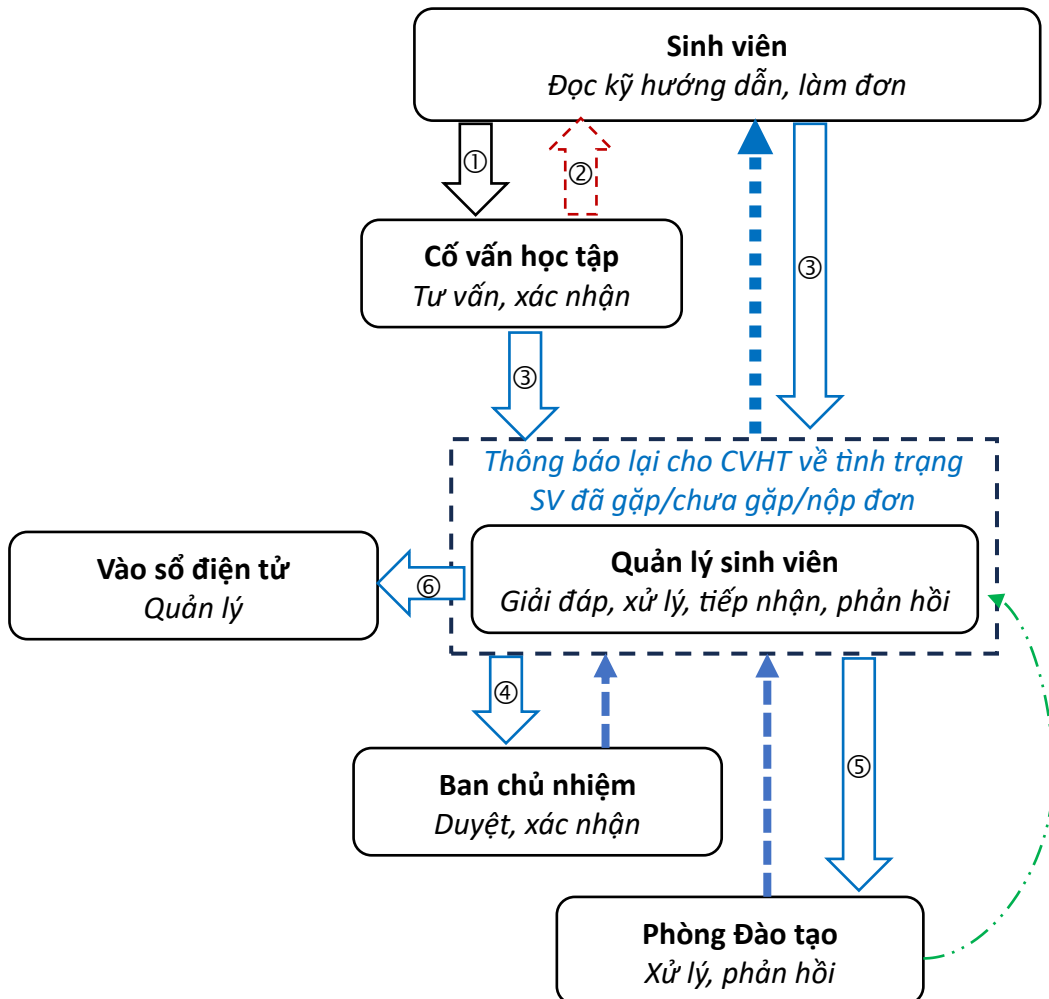 Sinh viên
Đọc kỹ hướng dẫn, làm đơn
①
②
Cố vấn học tập
Tư vấn, xác nhận
③
③
Thông báo lại cho CVHT về tình trạng
SV đã gặp/chưa gặp/nộp đơn
Vào sổ điện tử
Quản lý
⑥
Quản lý sinh viên
Giải đáp, xử lý, tiếp nhận, phản hồi
④
⑤
Ban chủ nhiệm
Duyệt, xác nhận
Phòng Đào tạo
Xử lý, phản hồi